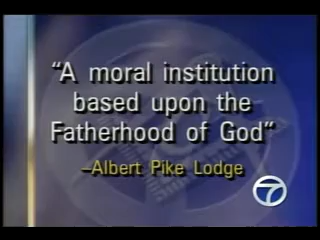 “A moral institution
based upon the
Fatherhood of God”
–Albert Pike Lodge
7